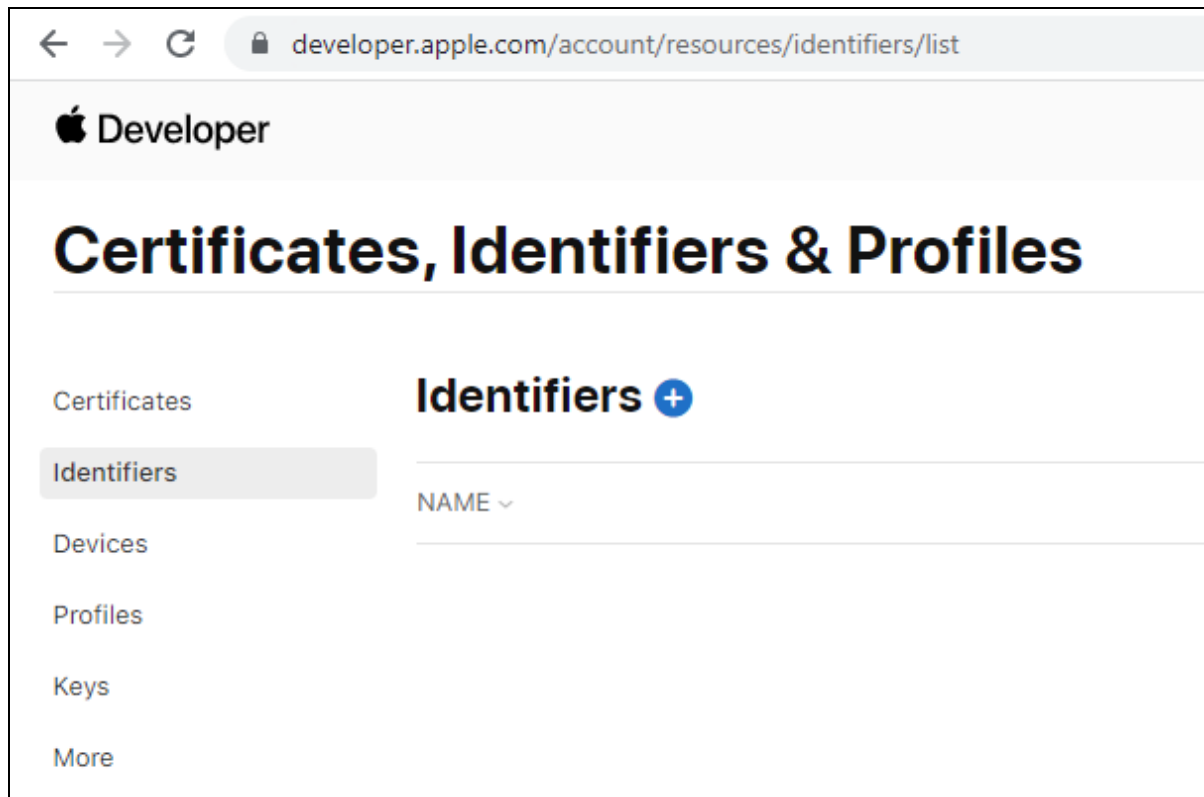 developer.apple.com/account/resources/identifiers/list
Developer
Certificates, Identifiers & Profiles
Certificates
Identifiers
Devices
Profiles
Keys
More
Identifiers
NAME